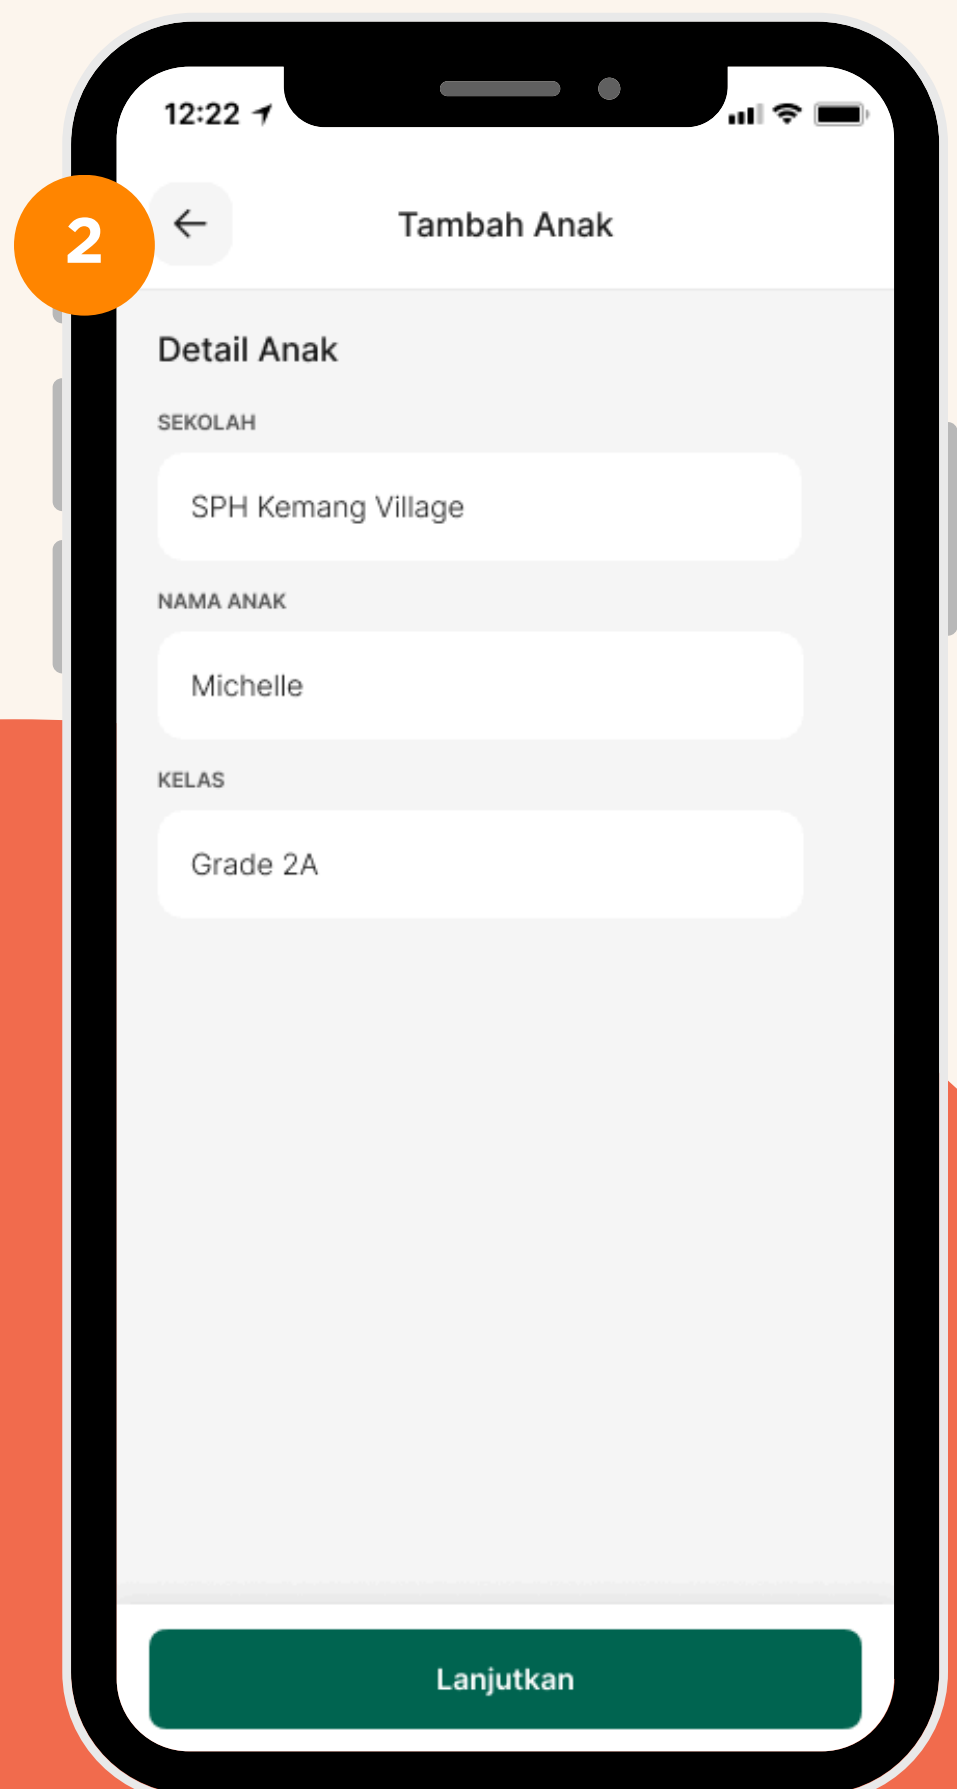 12:22
2
Tambah Anak
Detail Anak
SEKOLAH
SPH Kemang Village
NAMA ANAK
Michelle
KELAS
Grade 2A
Lanjutkan